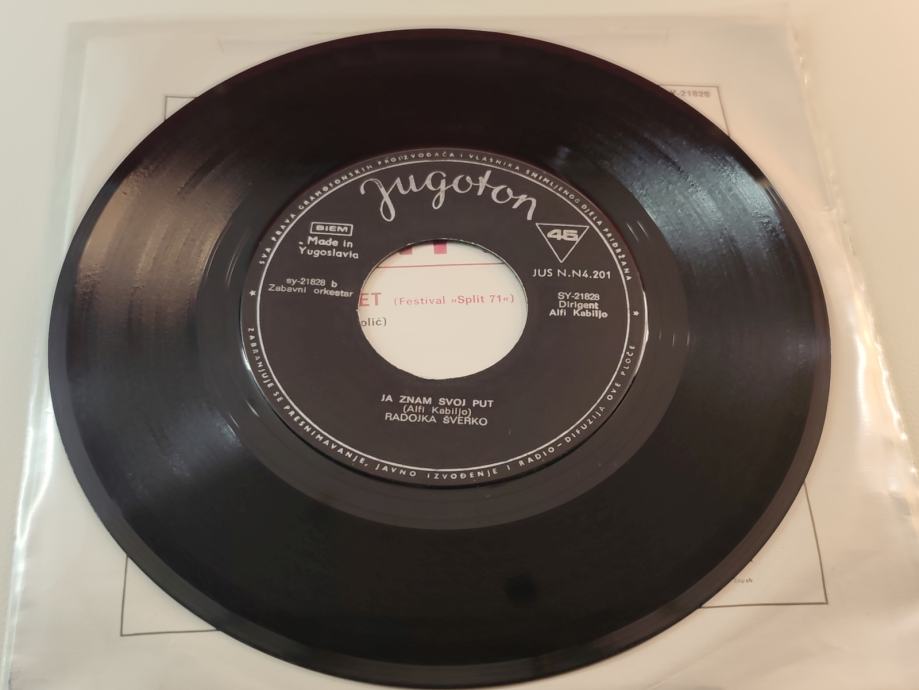 SVA PRAVA GRAMOFONSKIH PROIZVOĐAČA I VLASNIKA SNIMLJENOG DJELA PRIDRŽANA
Jugoton
BIEM
Made in
Yugoslavia
45
JUS N.N4.201
sy-21828 b
Zabavni orkestar
SY-21828
Dirigent
Alfi Kabiljo
ET (Festival »Split 71«)
olić)
JA ZNAM SVOJ PUT
(Alfi Kabiljo)
RADOJKA ŠVERKO
ZABRANJUJE SE PRESNIMAVANJE, JAVNO IZVOĐENJE I RADIO-DIFUZIJA OVE PLOČE
-21828